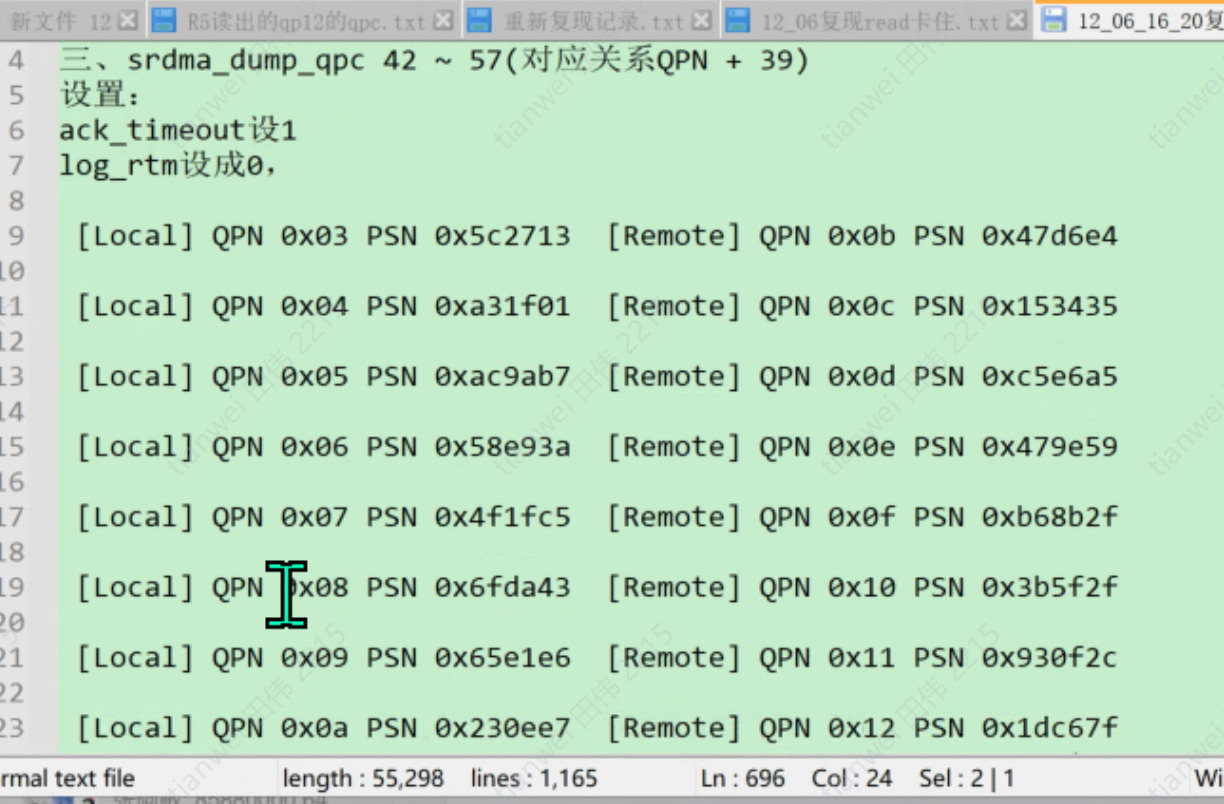 新文件 12 R5读出的qp12的qpc.txt 重新复现记录.txt 12_06复现read卡住.txt 12_06_16_20复
4 三、srdma_dump_qpc 42 ~ 57(对应关系QPN + 39)
5 设置:
6 ack_timeout设1
7 log_rtm设成0,
8
9 [Local] QPN 0x03 PSN 0x5c2713 [Remote] QPN 0x0b PSN 0x47d6e4
10
11 [Local] QPN 0x04 PSN 0xa31f01 [Remote] QPN 0x0c PSN 0x153435
12
13 [Local] QPN 0x05 PSN 0xac9ab7 [Remote] QPN 0x0d PSN 0xc5e6a5
14
15 [Local] QPN 0x06 PSN 0x58e93a [Remote] QPN 0x0e PSN 0x479e59
16
17 [Local] QPN 0x07 PSN 0x4f1fc5 [Remote] QPN 0x0f PSN 0xb68b2f
18
19 [Local] QPN 0x08 PSN 0x6fda43 [Remote] QPN 0x10 PSN 0x3b5f2f
20
21 [Local] QPN 0x09 PSN 0x65e1e6 [Remote] QPN 0x11 PSN 0x930f2c
22
23 [Local] QPN 0x0a PSN 0x230ee7 [Remote] QPN 0x12 PSN 0x1dc67f
rmal text file length : 55,298 lines : 1,165 Ln : 696 Col : 24 Sel : 2 | 1 Wi
tianwei 田伟 2215